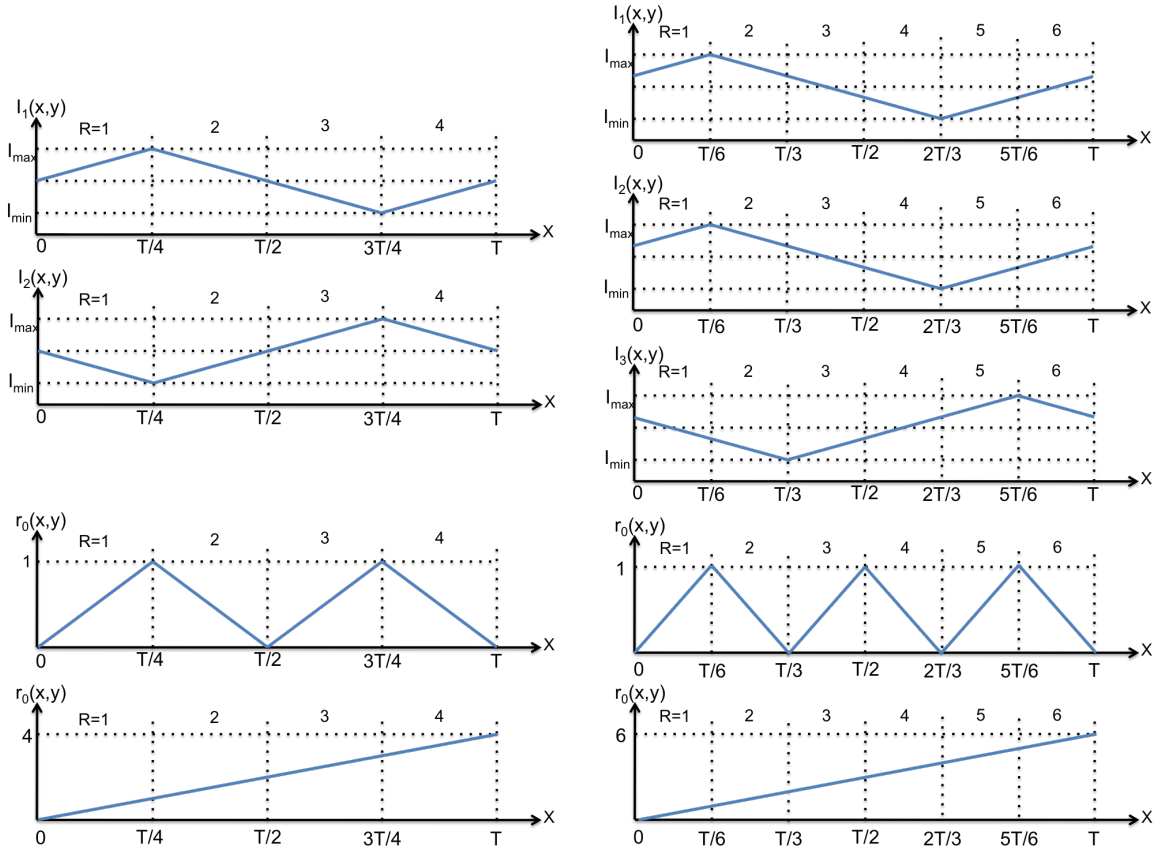 I₁(x,y)
R=1 2 3 4
Imax
Imin
0 T/4 T/2 3T/4 T X
I₂(x,y)
R=1 2 3 4
Imax
Imin
0 T/4 T/2 3T/4 T X
r₀(x,y)
R=1 2 3 4
1
0 T/4 T/2 3T/4 T X
r₀(x,y)
R=1 2 3 4
4
0 T/4 T/2 3T/4 T X
I₁(x,y)
R=1 2 3 4 5 6
Imax
Imin
0 T/6 T/3 T/2 2T/3 5T/6 T X
I₂(x,y)
R=1 2 3 4 5 6
Imax
Imin
0 T/6 T/3 T/2 2T/3 5T/6 T X
I₃(x,y)
R=1 2 3 4 5 6
Imax
Imin
0 T/6 T/3 T/2 2T/3 5T/6 T X
r₀(x,y)
R=1 2 3 4 5 6
1
0 T/6 T/3 T/2 2T/3 5T/6 T X
r₀(x,y)
R=1 2 3 4 5 6
6
0 T/6 T/3 T/2 2T/3 5T/6 T X